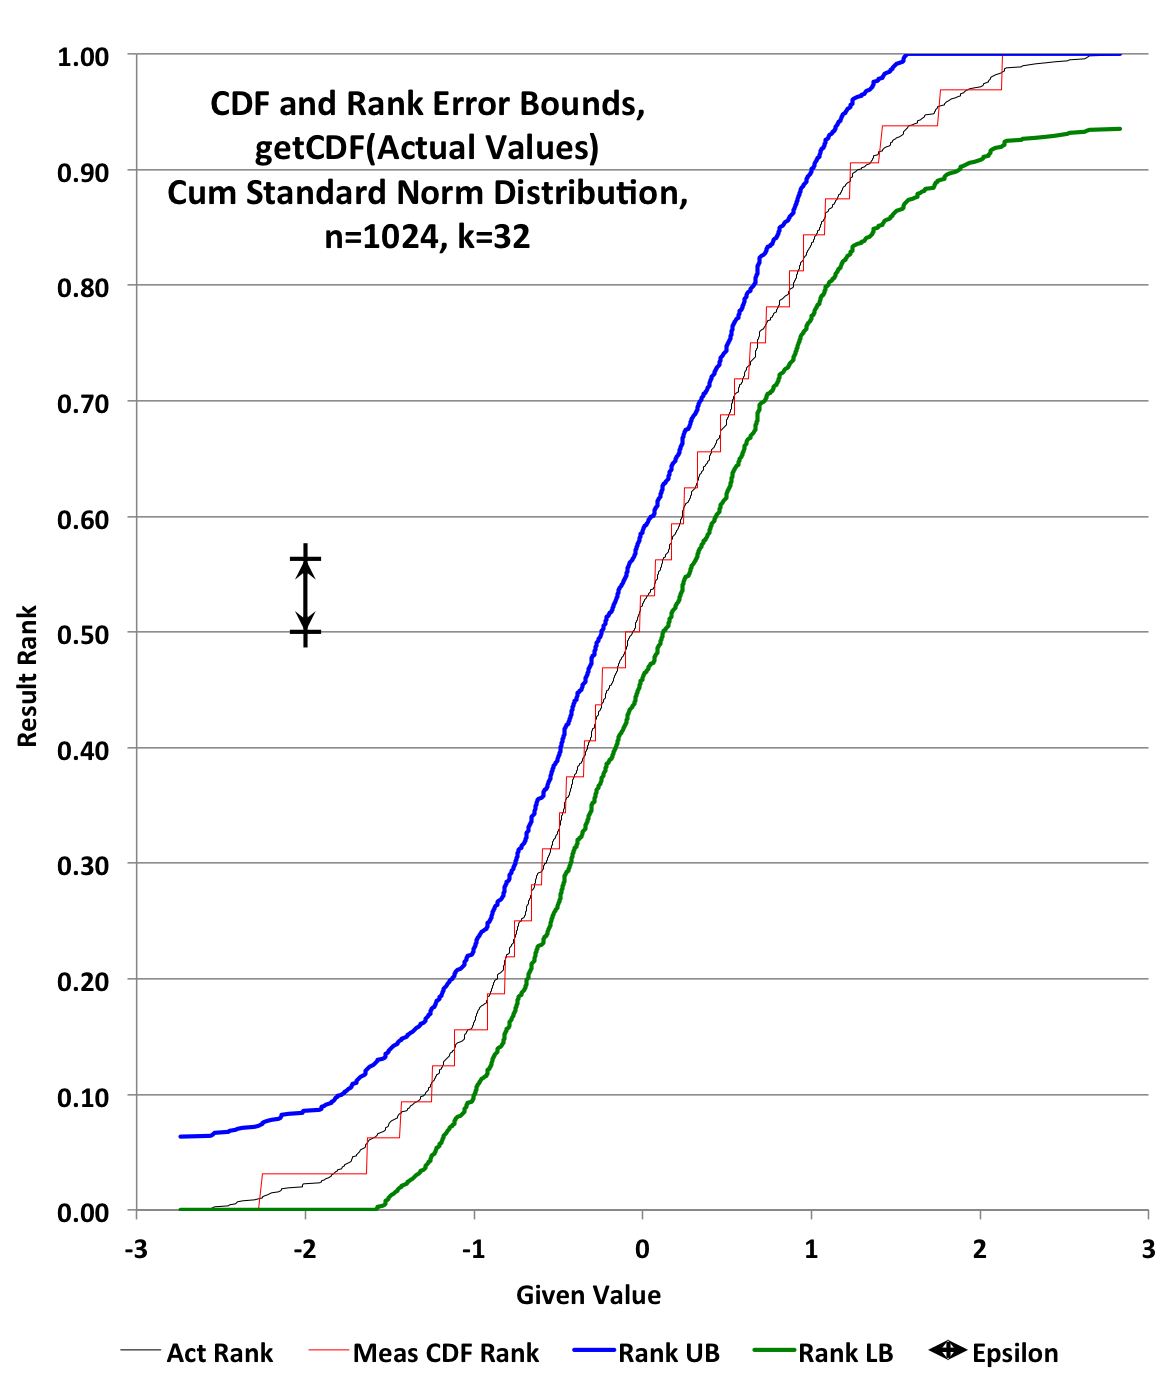 CDF and Rank Error Bounds,
getCDF(Actual Values)
Cum Standard Norm Distribution,
n=1024, k=32
1.00
0.90
0.80
0.70
0.60
0.50
0.40
0.30
0.20
0.10
0.00
Result Rank
-3 -2 -1 0 1 2 3
Given Value
Act Rank Meas CDF Rank Rank UB Rank LB Epsilon